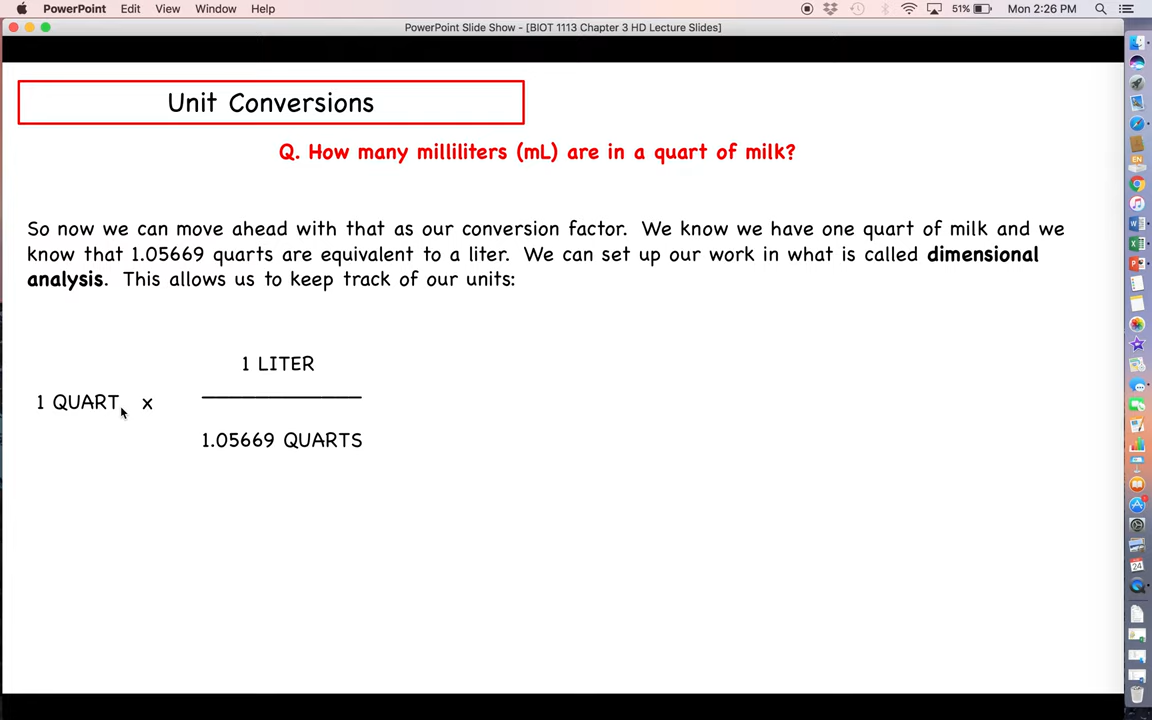 PowerPoint Edit View Window Help 51% Mon 2:26 PM
PowerPoint Slide Show - [BIOT 1113 Chapter 3 HD Lecture Slides]
Unit Conversions
Q. How many milliliters (mL) are in a quart of milk?
So now we can move ahead with that as our conversion factor. We know we have one quart of milk and we
know that 1.05669 quarts are equivalent to a liter. We can set up our work in what is called dimensional
analysis. This allows us to keep track of our units:
1 LITER
1 QUART x
1.05669 QUARTS